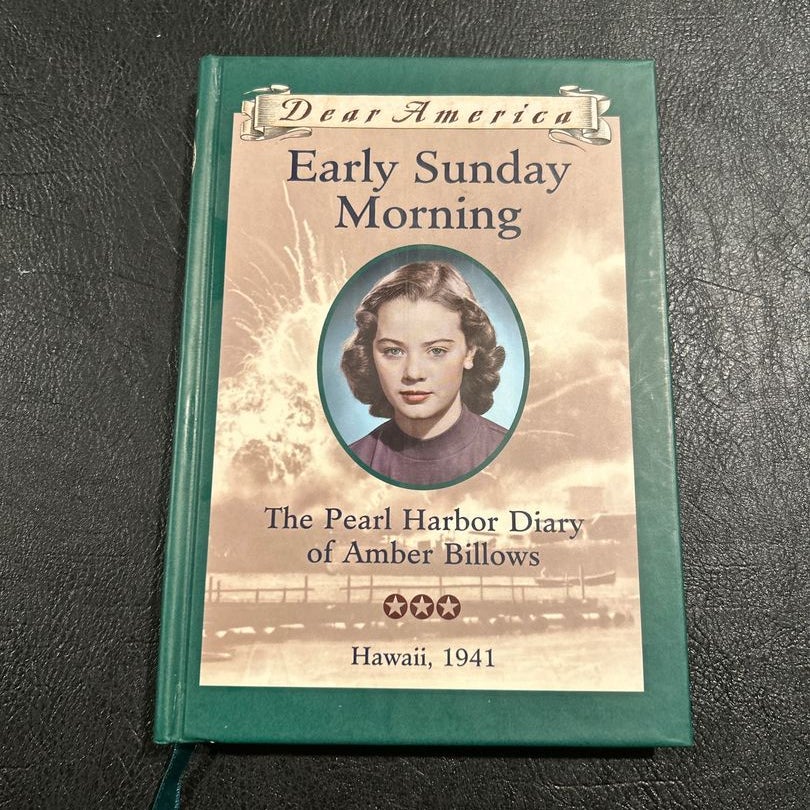 Dear America
Early Sunday
Morning
The Pearl Harbor Diary
of Amber Billows
Hawaii, 1941